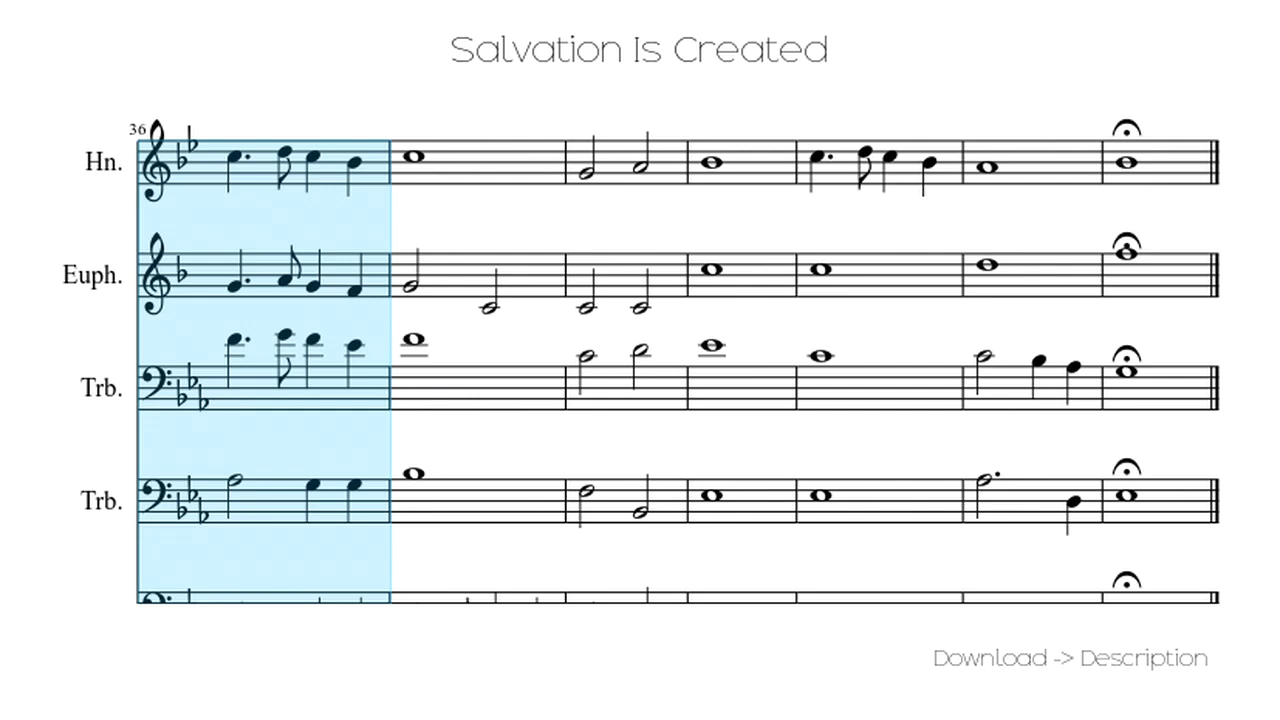 Salvation Is Created
36
Hn.
Euph.
Trb.
Trb.
Download -> Description